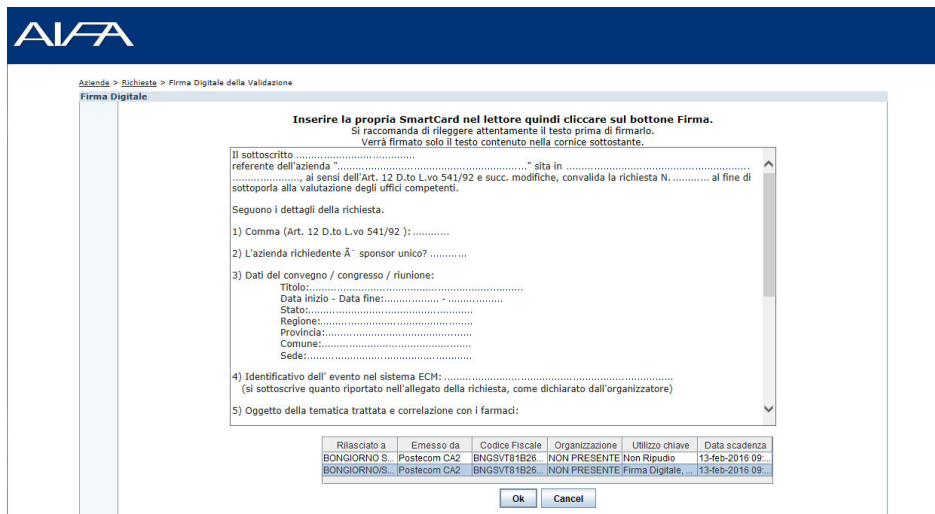 AIFA
Aziende > Richieste > Firma Digitale della Validazione
Firma Digitale
Inserire la propria SmartCard nel lettore quindi cliccare sul bottone Firma.
Si raccomanda di rileggere attentamente il testo prima di firmarlo.
Verrà firmato solo il testo contenuto nella cornice sottostante.
Il sottoscritto ........................................
referente dell'azienda "................................................................" sita in ..............................................................
......................., ai sensi dell'Art. 12 D.to L.vo 541/92 e succ. modifiche, convalida la richiesta N. ............ al fine di
sottoporla alla valutazione degli uffici competenti.
Seguono i dettagli della richiesta.
1) Comma (Art. 12 D.to L.vo 541/92 ): ............
2) L'azienda richiedente Ã¨ sponsor unico? ............
3) Dati del convegno / congresso / riunione:
Titolo:........................................................................
Data inizio - Data fine:.................. - ..................
Stato:.......................................................
Regione:...................................................
Provincia:.................................................
Comune:..................................................
Sede:.......................................................
4) Identificativo dell' evento nel sistema ECM: .............................................................................
(si sottoscrive quanto riportato nell'allegato della richiesta, come dichiarato dall'organizzatore)
5) Oggetto della tematica trattata e correlazione con i farmaci:
Rilasciato a Emesso da Codice Fiscale Organizzazione Utilizzo chiave Data scadenza
BONGIORNO S... Postecom CA2 BNGSVT81B26... NON PRESENTE Non Ripudio 13-feb-2016 09:...
BONGIORNO/S... Postecom CA2 BNGSVT81B26... NON PRESENTE Firma Digitale, ... 13-feb-2016 09:...
Ok Cancel